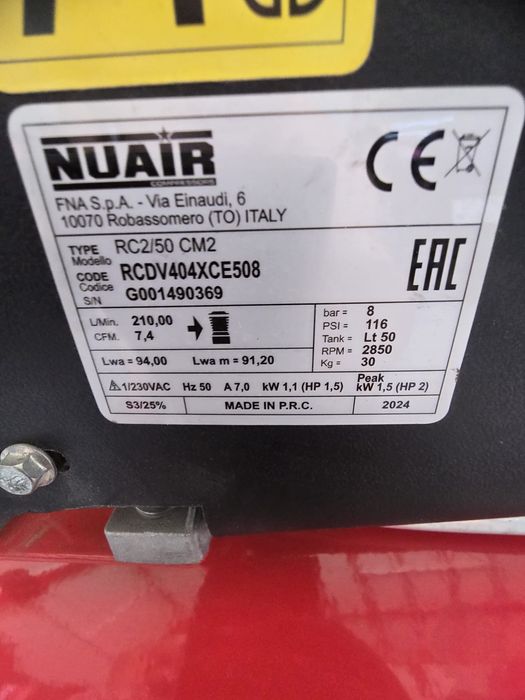 NUAIR
COMPRESSORS
CE
FNA S.p.A. - Via Einaudi, 6
10070 Robassomero (TO) ITALY
TYPE RC2/50 CM2
Modello
CODE RCDV404XCE508
Codice
S/N G001490369
EAC
L/Min. 210,00
CFM. 7,4
Lwa = 94,00 Lwa m = 91,20
bar = 8
PSI = 116
Tank = Lt 50
RPM = 2850
Kg = 30
1/230VAC Hz 50 A 7,0 kW 1,1 (HP 1,5) Peak kW 1,5 (HP 2)
S3/25% MADE IN P.R.C. 2024